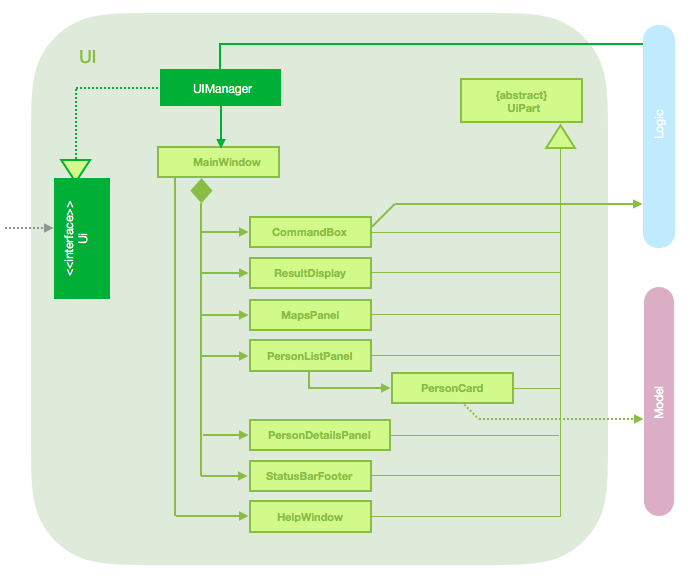 UI
UIManager
{abstract}
UiPart
Logic
MainWindow
<<interface>>
Ui
CommandBox
ResultDisplay
MapsPanel
PersonListPanel
PersonCard
Model
PersonDetailsPanel
StatusBarFooter
HelpWindow